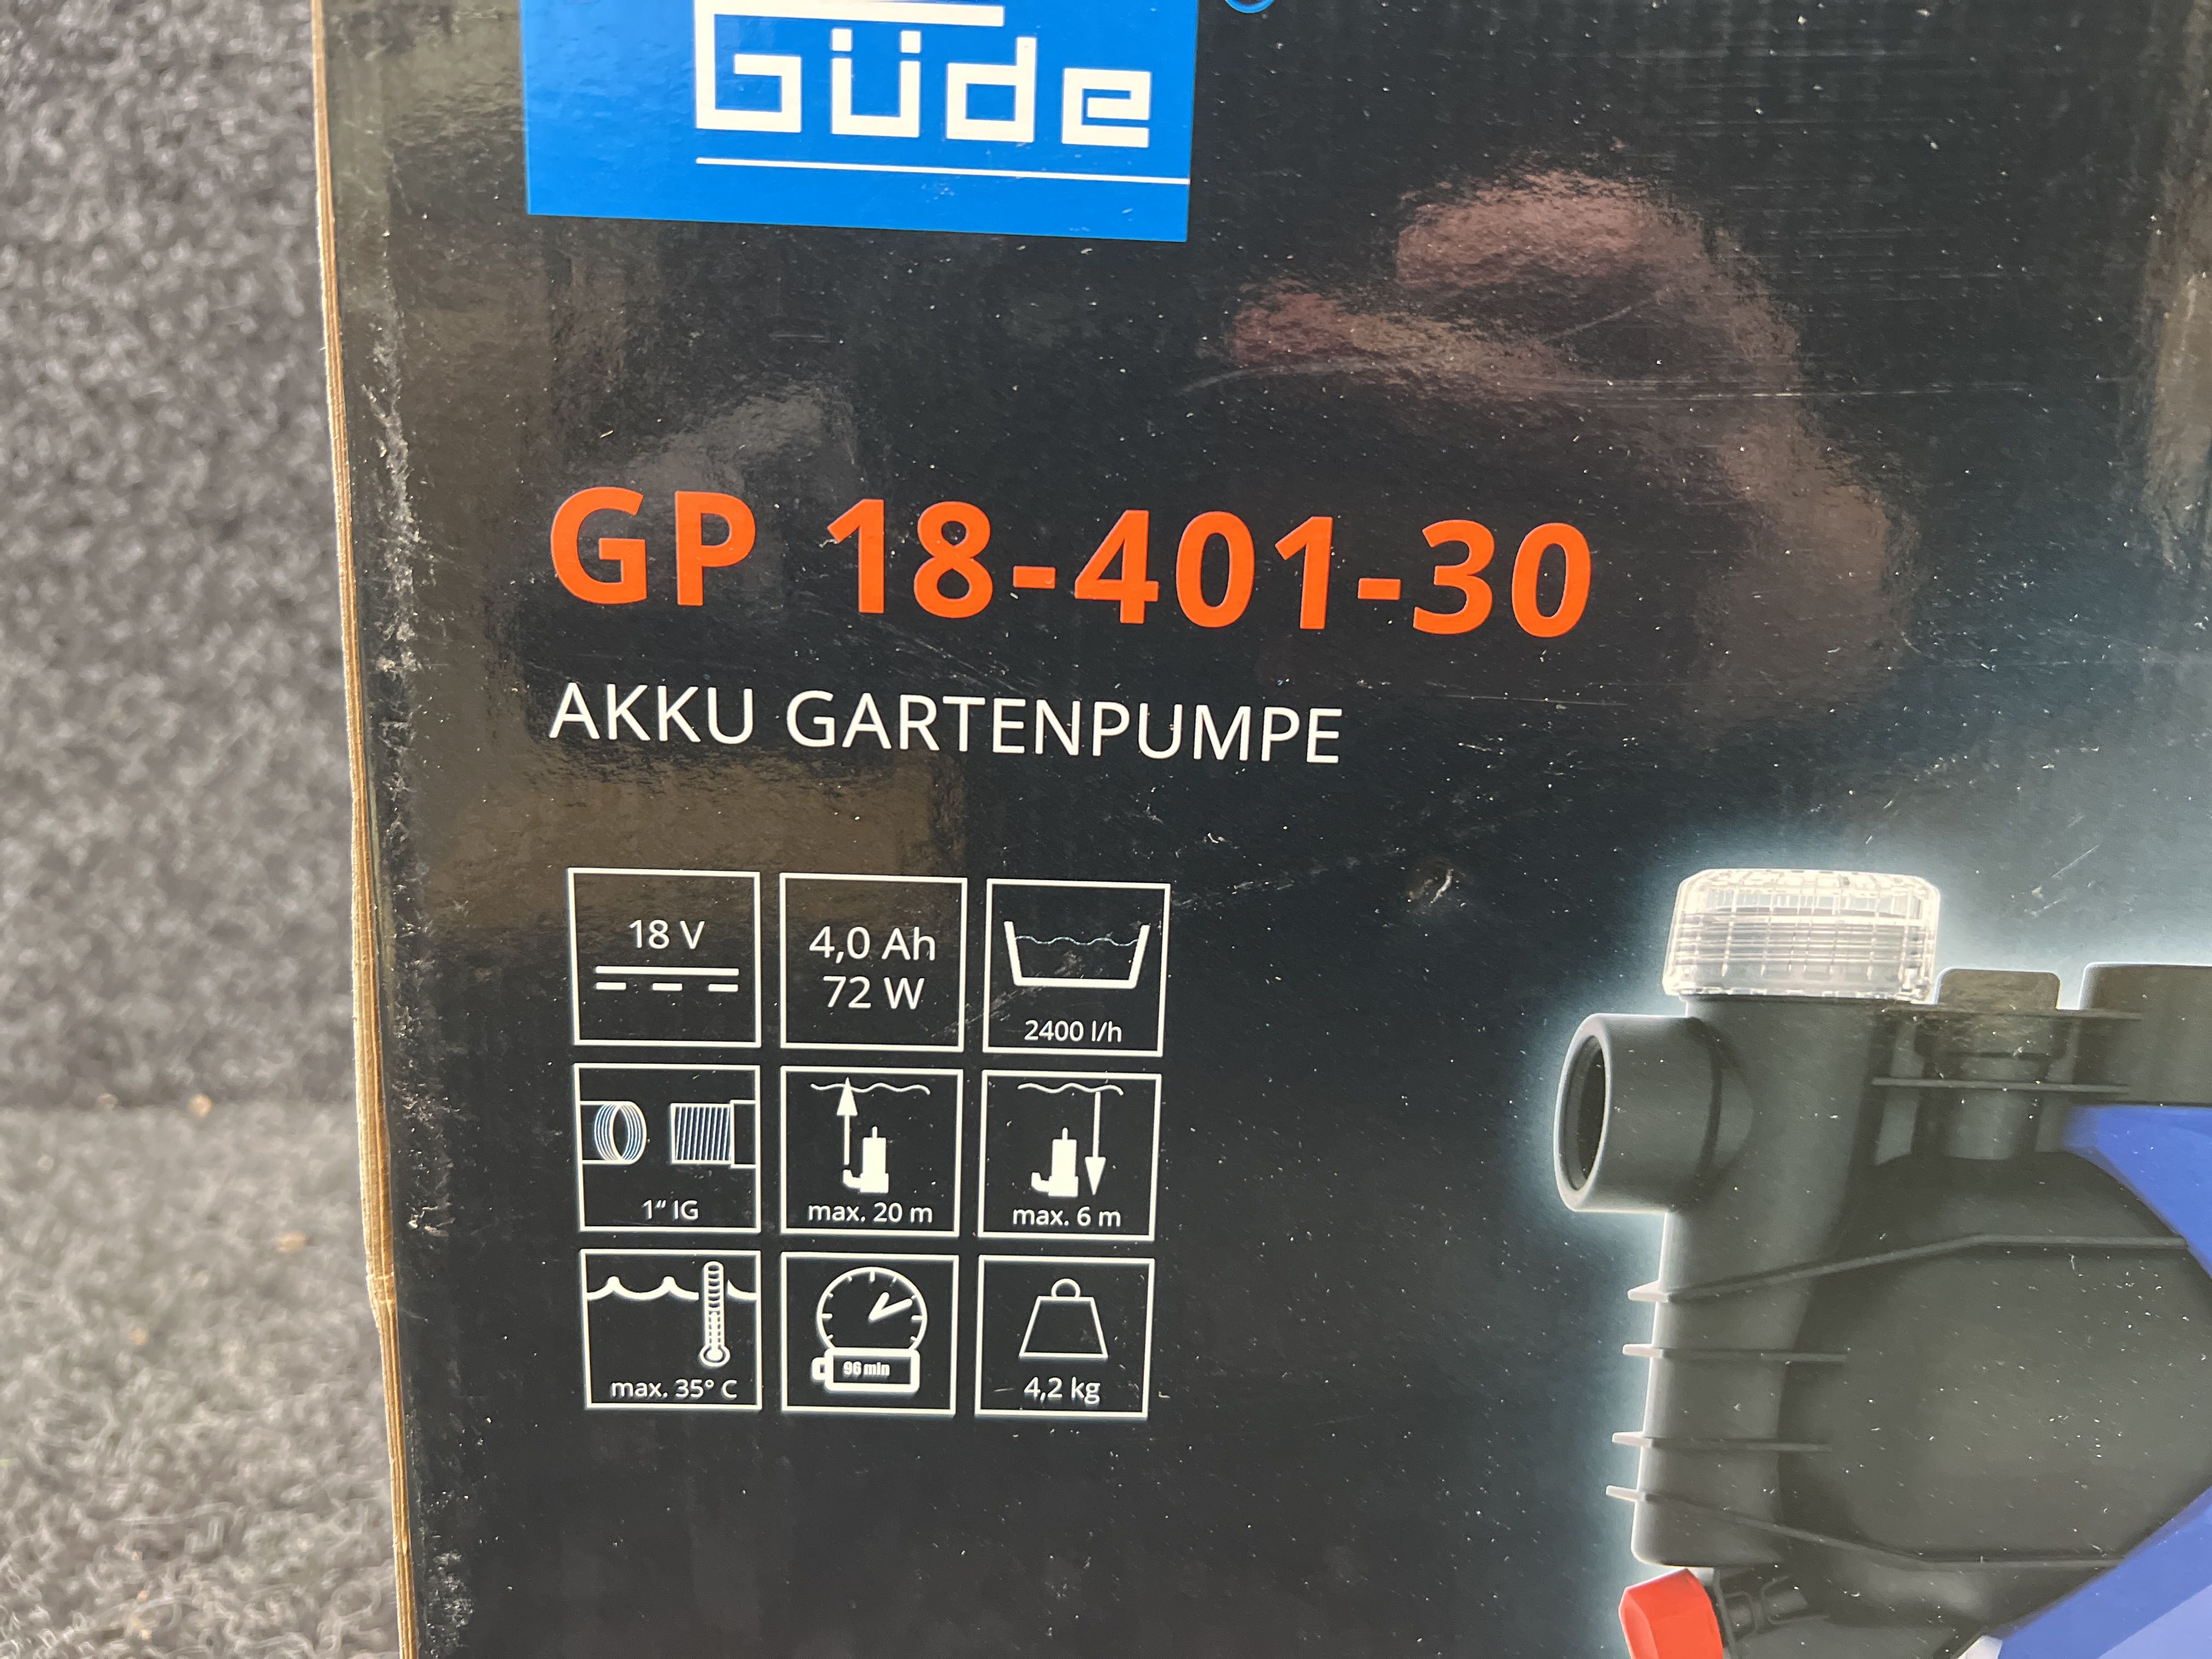 Güde
GP 18-401-30
AKKU GARTENPUMPE
18 V
4,0 Ah
72 W
2400 l/h
1“ IG
max. 20 m
max. 6 m
max. 35° C
96 min
4,2 kg